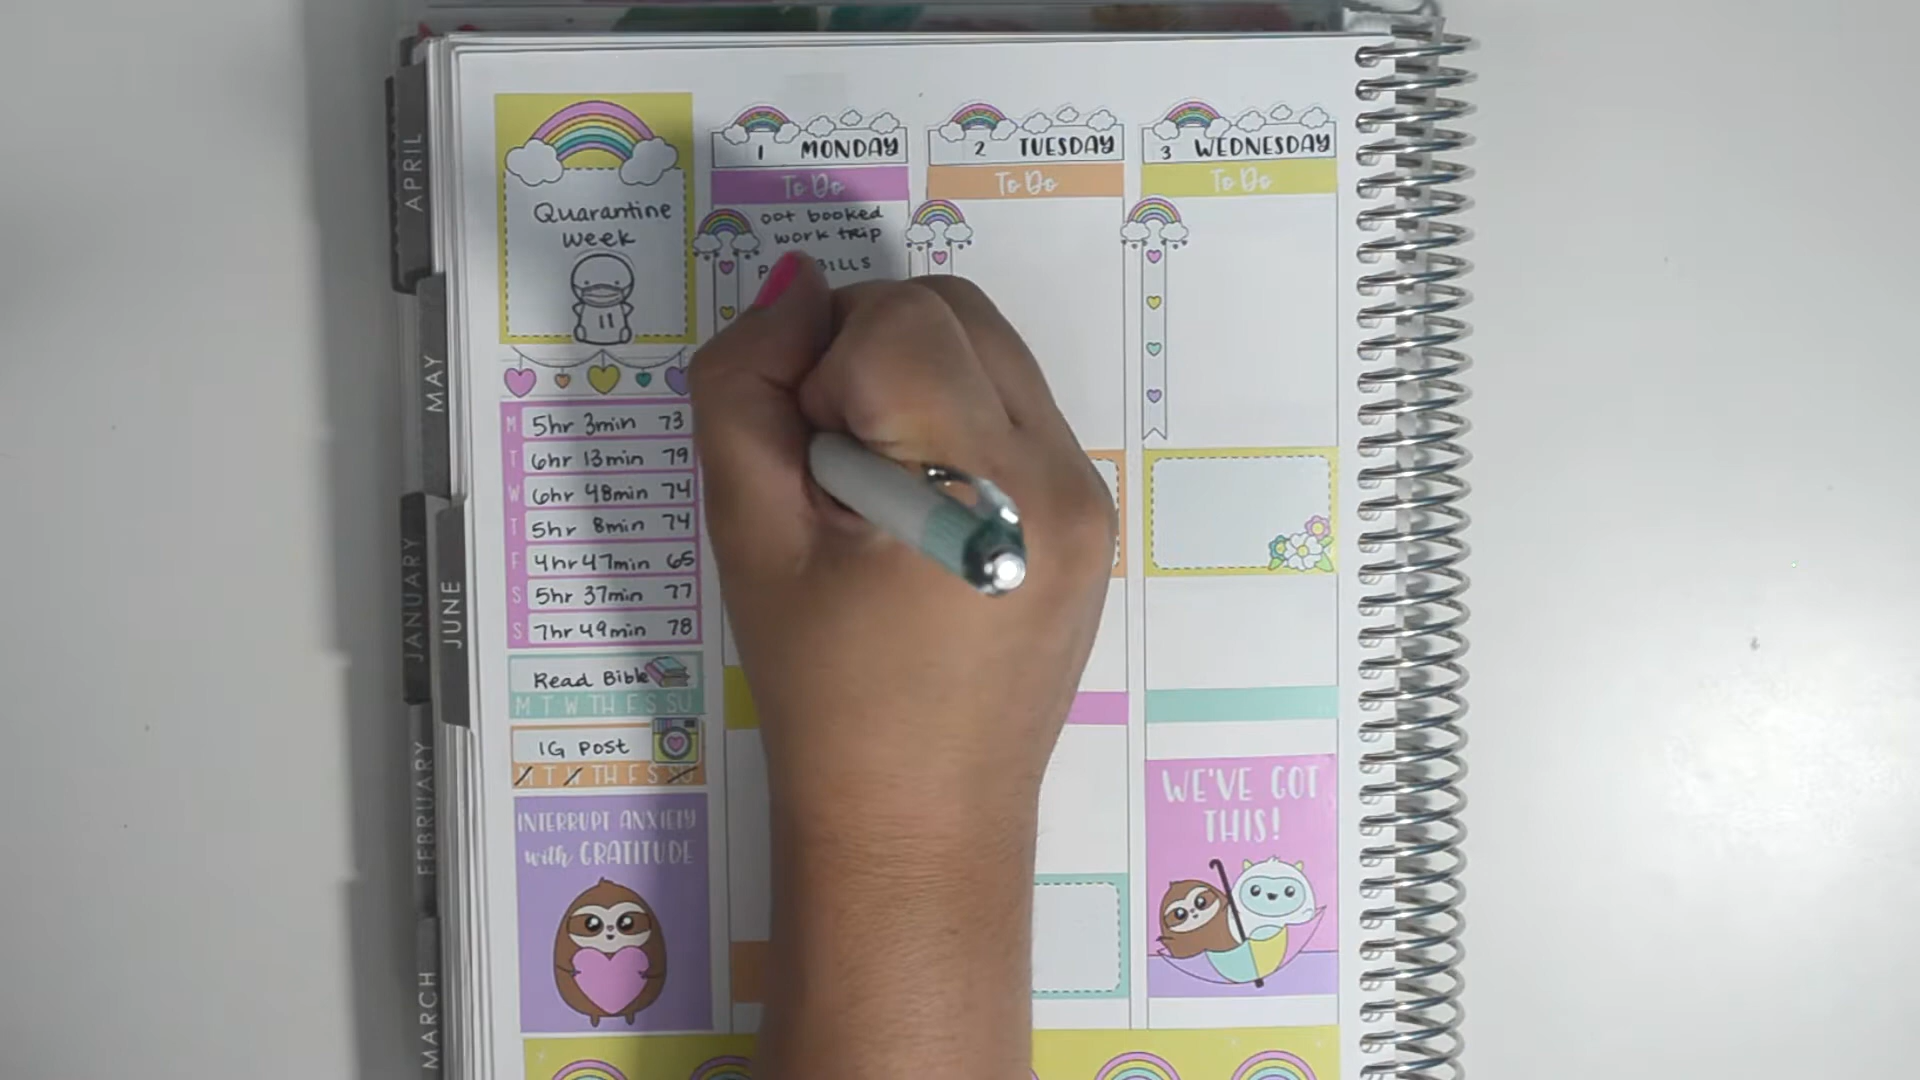 APRIL
MAY
JANUARY
JUNE
FEBRUARY
MARCH
Quarantine
week
11
M 5hr 3min 73
T 6hr 13min 79
W 6hr 48min 74
T 5hr 8min 74
F 4hr 47min 65
S 5hr 37min 77
S 7hr 49min 78
Read Bible
M T W TH F S SU
IG Post
M T W TH F S SU
INTERRUPT ANXIETY
with GRATITUDE
1 MONDAY
To Do
oot booked
work trip
BILLS
2 TUESDAY
To Do
3 WEDNESDAY
To Do
WE'VE GOT
THIS!